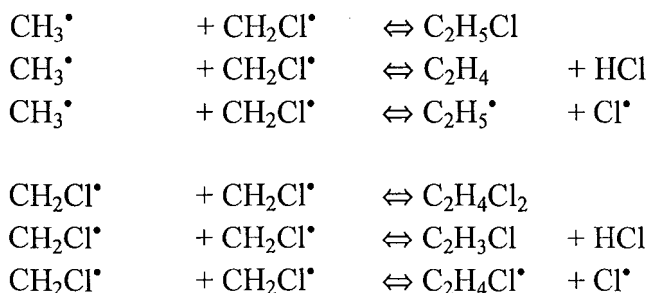 CH₃• + CH₂Cl• ⇔ C₂H₅Cl
CH₃• + CH₂Cl• ⇔ C₂H₄ + HCl
CH₃• + CH₂Cl• ⇔ C₂H₅• + Cl•
CH₂Cl• + CH₂Cl• ⇔ C₂H₄Cl₂
CH₂Cl• + CH₂Cl• ⇔ C₂H₃Cl + HCl
CH₂Cl• + CH₂Cl• ⇔ C₂H₄Cl• + Cl•